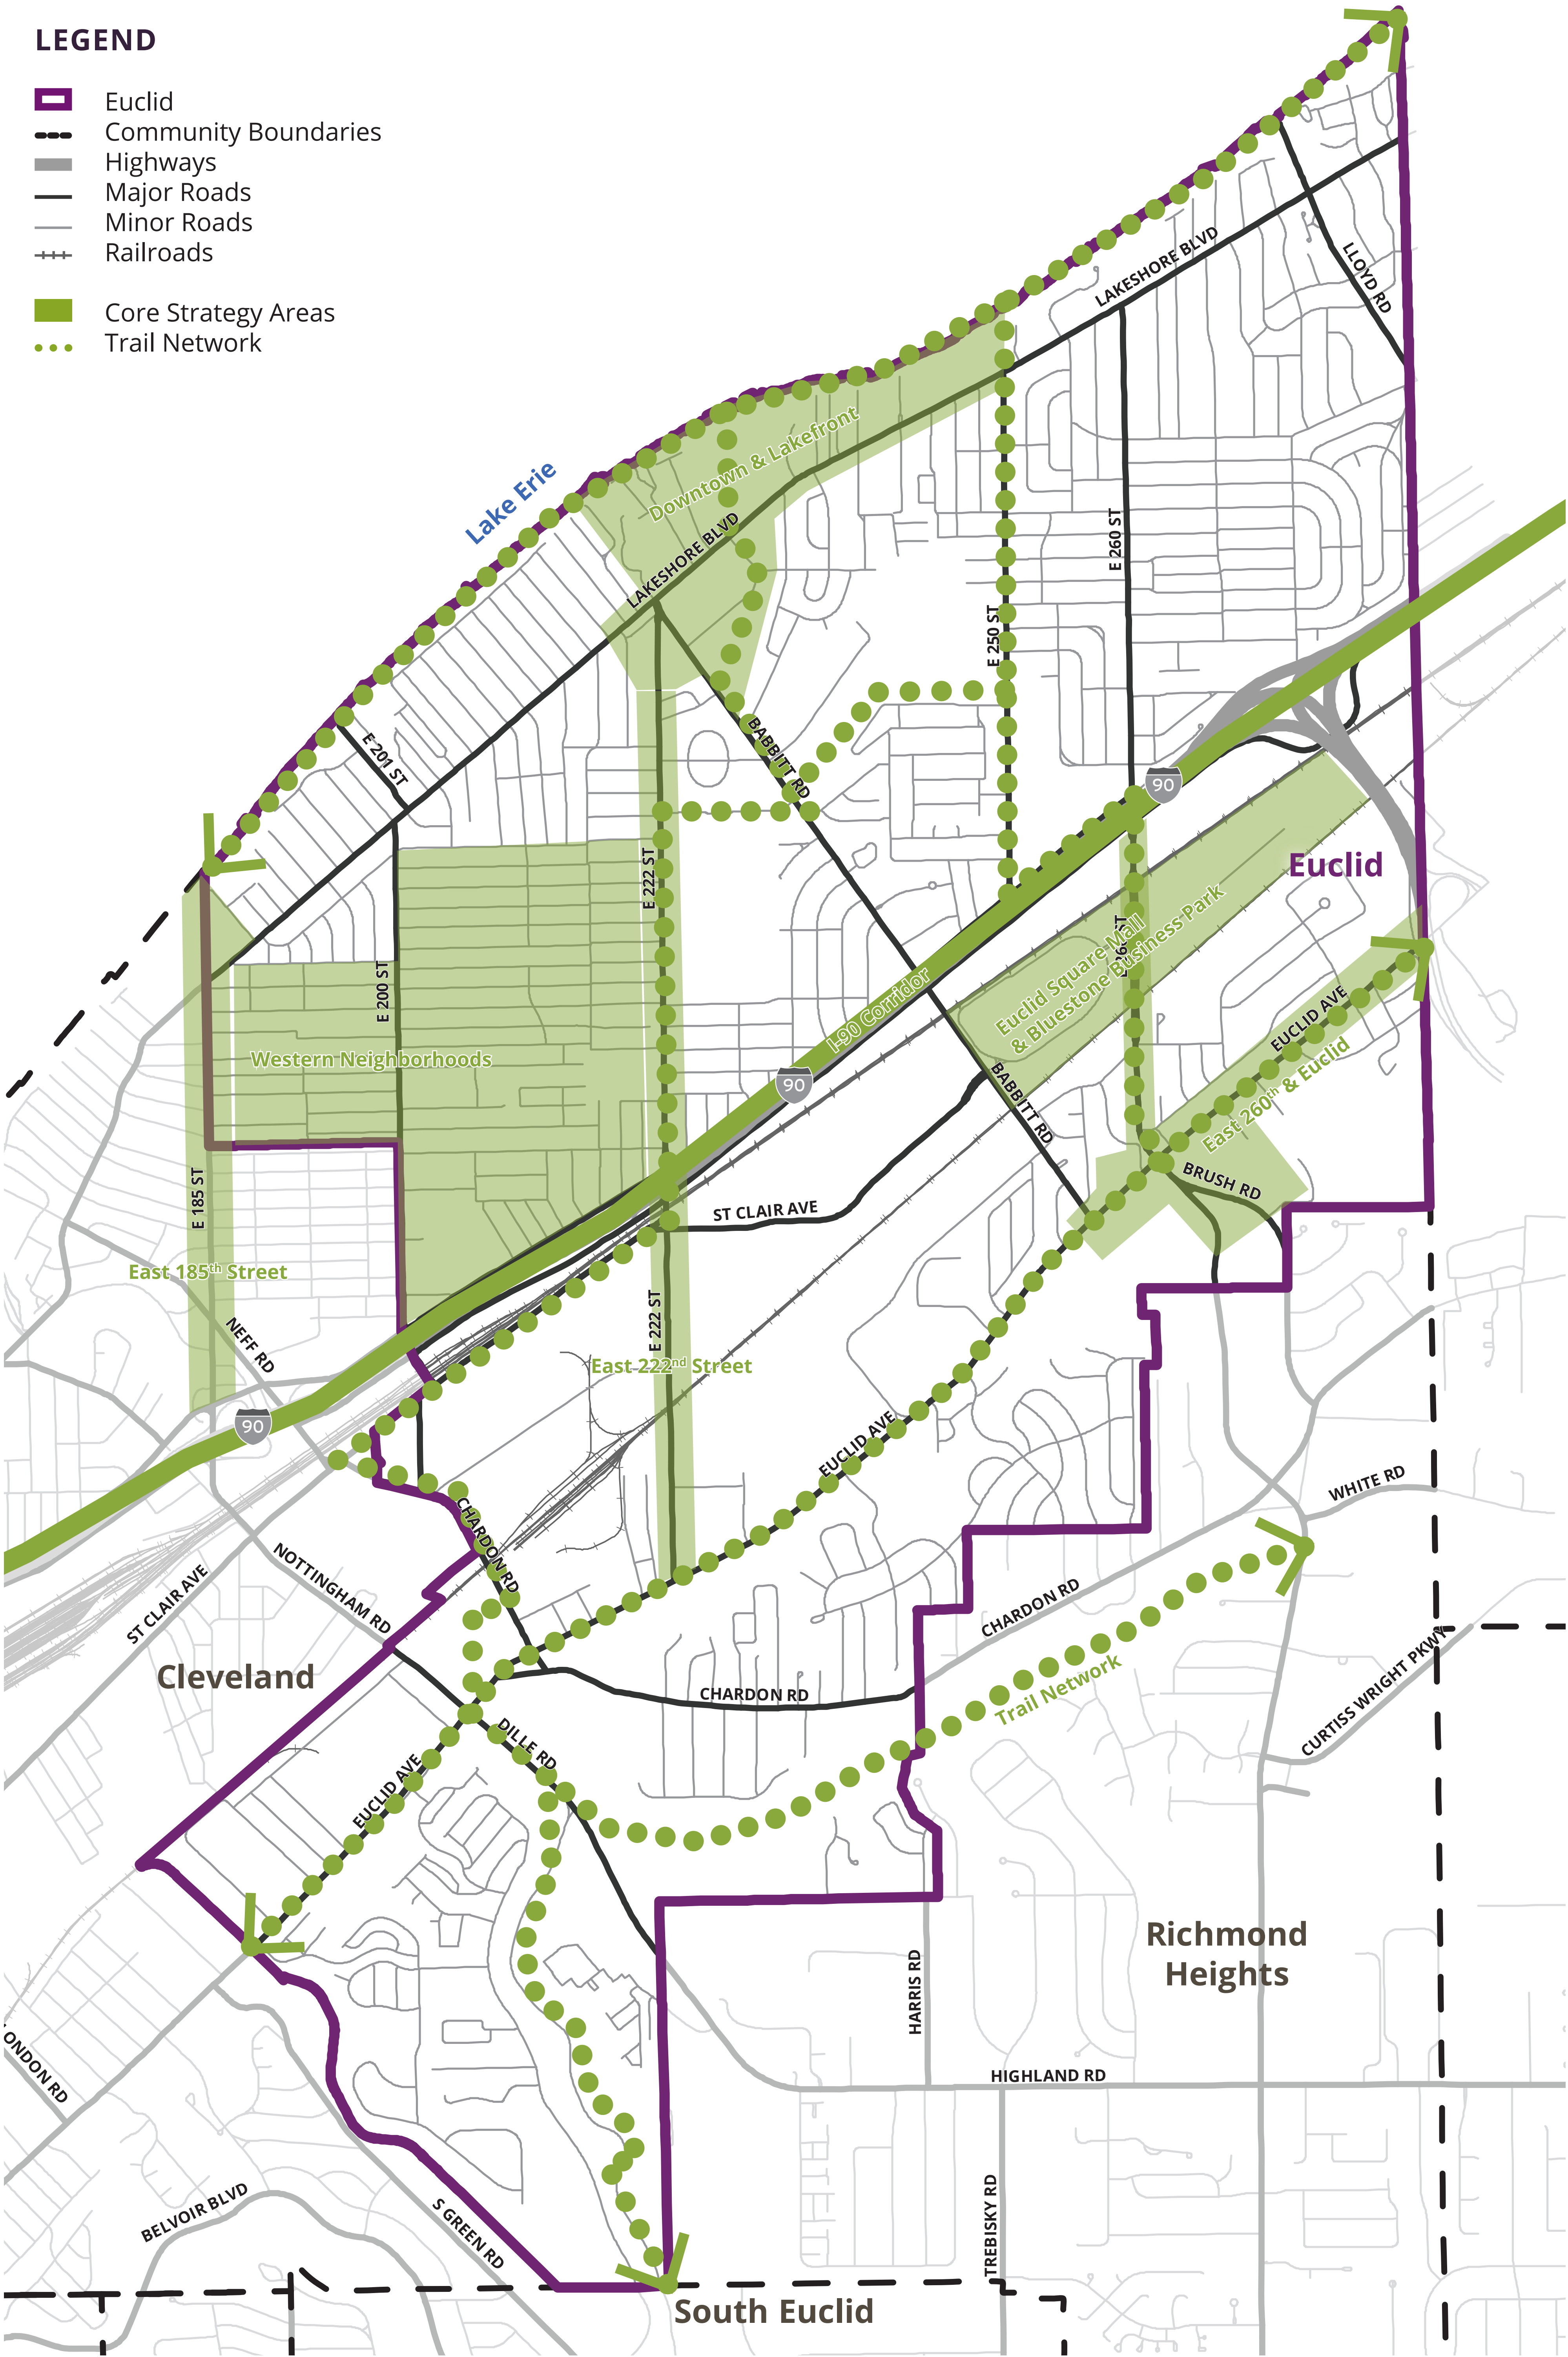 LEGEND
Euclid
Community Boundaries
Highways
Major Roads
Minor Roads
Railroads
Core Strategy Areas
Trail Network
LAKESHORE BLVD
LLOYD RD
Lake Erie
Downtown & Lakefront
LAKESHORE BLVD
E 260 ST
E 250 ST
E 201 ST
BABBITT RD
90
E 222 ST
Euclid
E 200 ST
Euclid Square Mall
& Bluestone Business Park
I-90 Corridor
EUCLID AVE
Western Neighborhoods
90
BABBITT RD
East 260th & Euclid
E 185 ST
BRUSH RD
ST CLAIR AVE
East 185th Street
NEFF RD
E 222 ST
East 222nd Street
90
EUCLID AVE
WHITE RD
CHARDON RD
NOTTINGHAM RD
ST CLAIR AVE
CHARDON RD
Cleveland
CHARDON RD
Trail Network
CURTISS WRIGHT PKWY
DILLE RD
EUCLID AVE
Richmond
Heights
HARRIS RD
ONDON RD
HIGHLAND RD
BELVOIR BLVD
S GREEN RD
TREBISKY RD
South Euclid